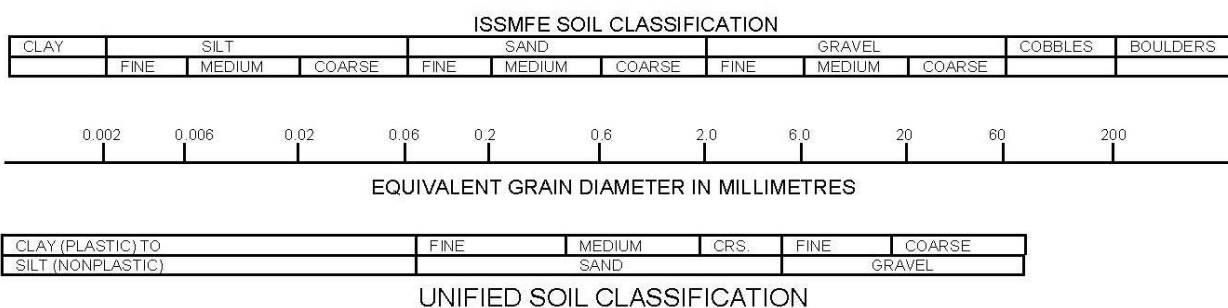 ISSMFE SOIL CLASSIFICATION
CLAY SILT SAND GRAVEL COBBLES BOULDERS
FINE MEDIUM COARSE FINE MEDIUM COARSE FINE MEDIUM COARSE
0.002 0.006 0.02 0.06 0.2 0.6 2.0 6.0 20 60 200
EQUIVALENT GRAIN DIAMETER IN MILLIMETRES
CLAY (PLASTIC) TO FINE MEDIUM CRS. FINE COARSE
SILT (NONPLASTIC) SAND GRAVEL
UNIFIED SOIL CLASSIFICATION